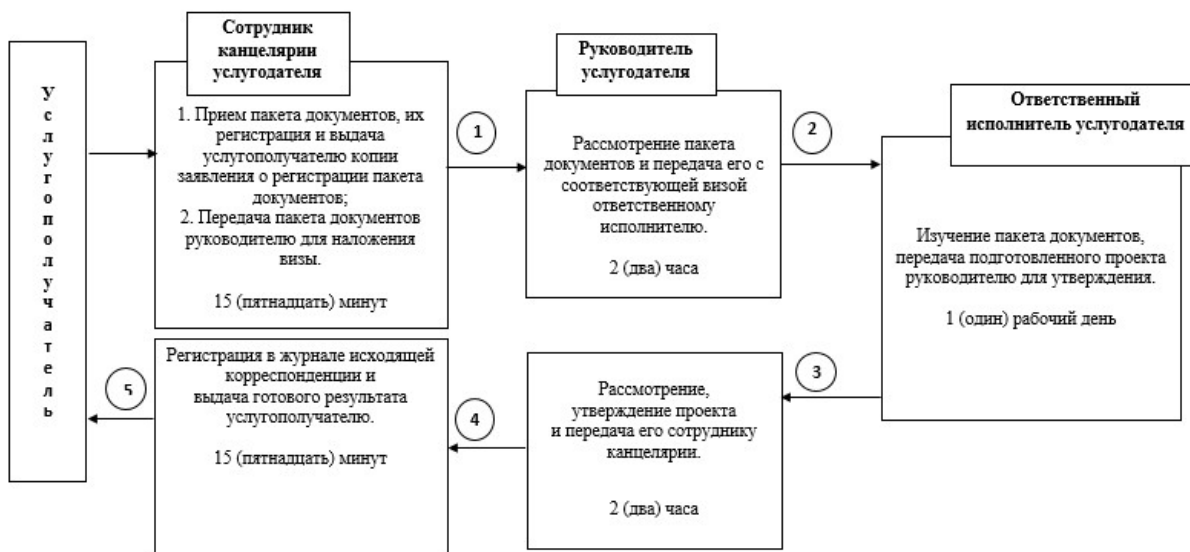 Услугополучатель
Сотрудник
канцелярии
услугодателя
1. Прием пакета документов, их
регистрация и выдача
услугополучателю копии
заявления о регистрации пакета
документов;
2. Передача пакета документов
руководителю для наложения
визы.
15 (пятнадцать) минут
1
Руководитель
услугодателя
Рассмотрение пакета
документов и передача его с
соответствующей визой
ответственному
исполнителю.
2 (два) часа
2
Ответственный
исполнитель услугодателя
Изучение пакета документов,
передача подготовленного проекта
руководителю для утверждения.
1 (один) рабочий день
3
Рассмотрение,
утверждение проекта
и передача его сотруднику
канцелярии.
2 (два) часа
4
Регистрация в журнале исходящей
корреспонденции и
выдача готового результата
услугополучателю.
15 (пятнадцать) минут
5